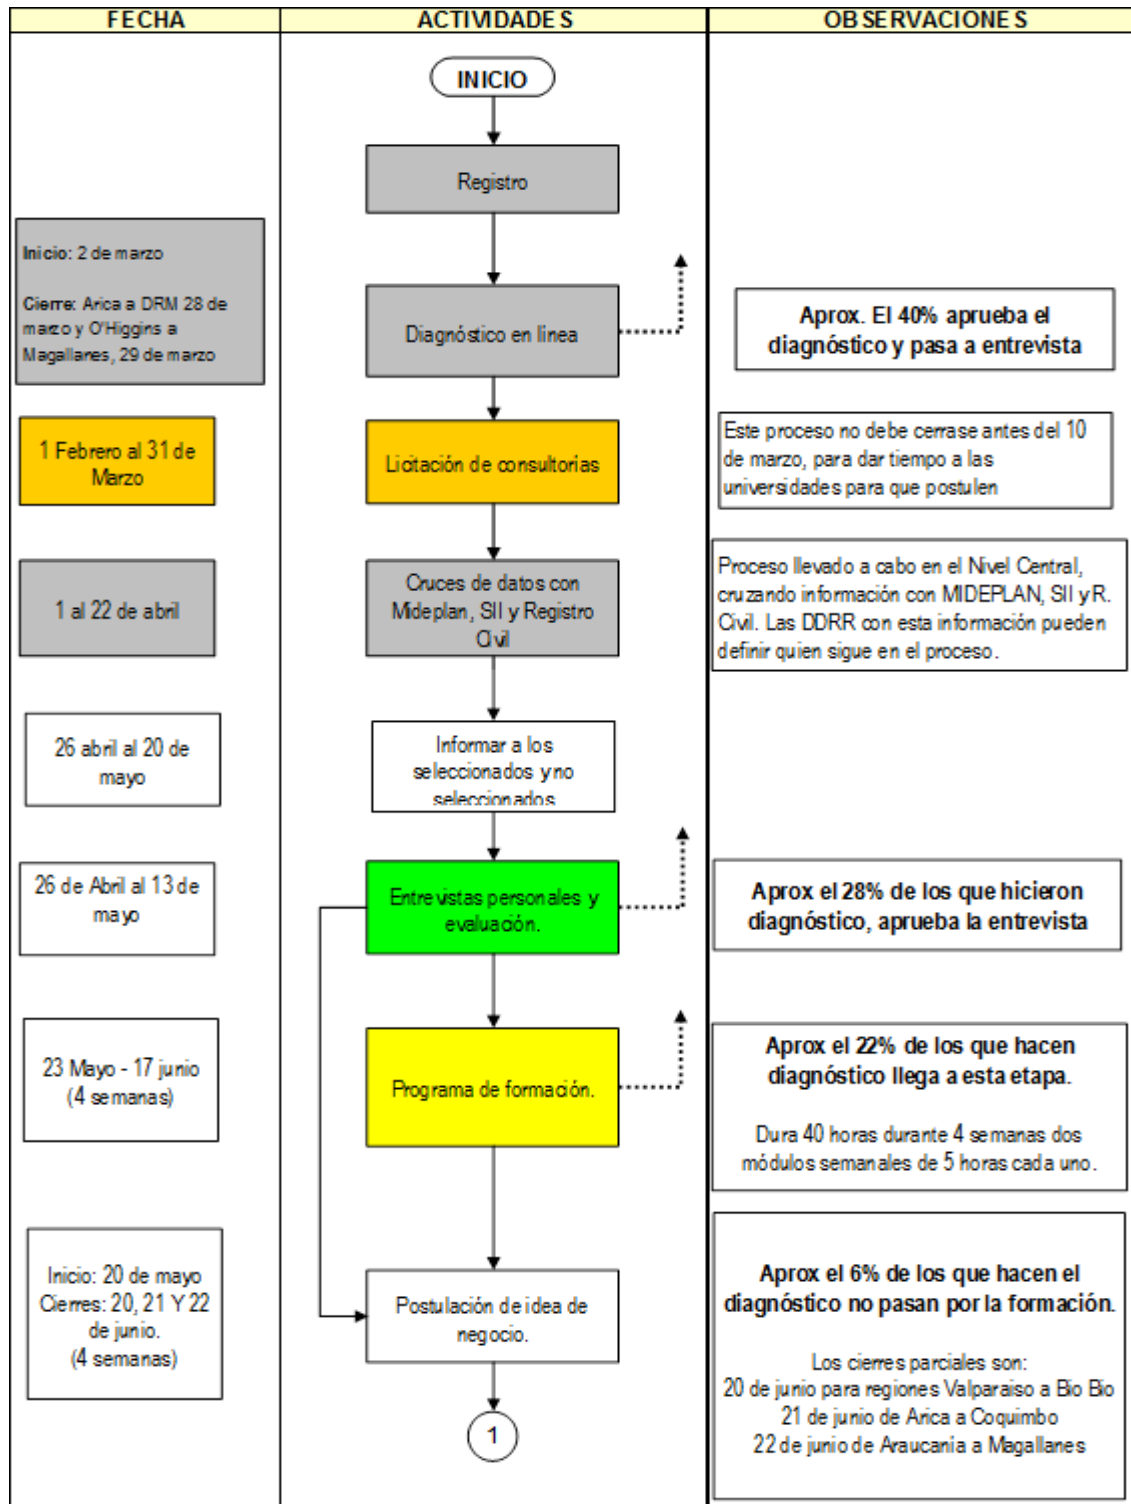 FECHA
ACTIVIDADES
OBSERVACIONES
INICIO
Registro
Inicio: 2 de marzo
Cierre: Arica a DRM 28 de
marzo y O'Higgins a
Magallanes, 29 de marzo
Diagnóstico en línea
Aprox. El 40% aprueba el
diagnóstico y pasa a entrevista
1 Febrero al 31 de
Marzo
Licitación de consultorías
Este proceso no debe cerrase antes del 10
de marzo, para dar tiempo a las
universidades para que postulen
1 al 22 de abril
Cruces de datos con
Mideplan, SII y Registro
Civil
Proceso llevado a cabo en el Nivel Central,
cruzando información con MIDEPLAN, SII y R.
Civil. Las DDRR con esta información pueden
definir quien sigue en el proceso.
26 abril al 20 de
mayo
Informar a los
seleccionados y no
seleccionados
26 de Abril al 13 de
mayo
Entrevistas personales y
evaluación.
Aprox el 28% de los que hicieron
diagnóstico, aprueba la entrevista
23 Mayo - 17 junio
(4 semanas)
Programa de formación.
Aprox el 22% de los que hacen
diagnóstico llega a esta etapa.
Dura 40 horas durante 4 semanas dos
módulos semanales de 5 horas cada uno.
Inicio: 20 de mayo
Cierres: 20, 21 Y 22
de junio.
(4 semanas)
Postulación de idea de
negocio.
Aprox el 6% de los que hacen el
diagnóstico no pasan por la formación.
Los cierres parciales son:
20 de junio para regiones Valparaiso a Bio Bio
21 de junio de Arica a Coquimbo
22 de junio de Araucanía a Magallanes
1